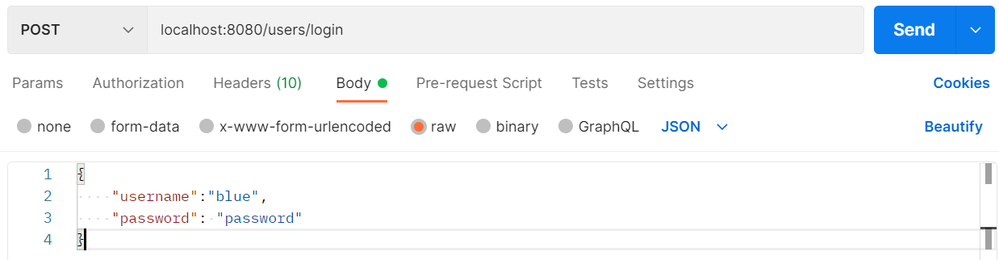 POST localhost:8080/users/login Send
Params Authorization Headers (10) Body Pre-request Script Tests Settings Cookies
none form-data x-www-form-urlencoded raw binary GraphQL JSON Beautify
1 {
2 "username":"blue",
3 "password": "password"
4 }